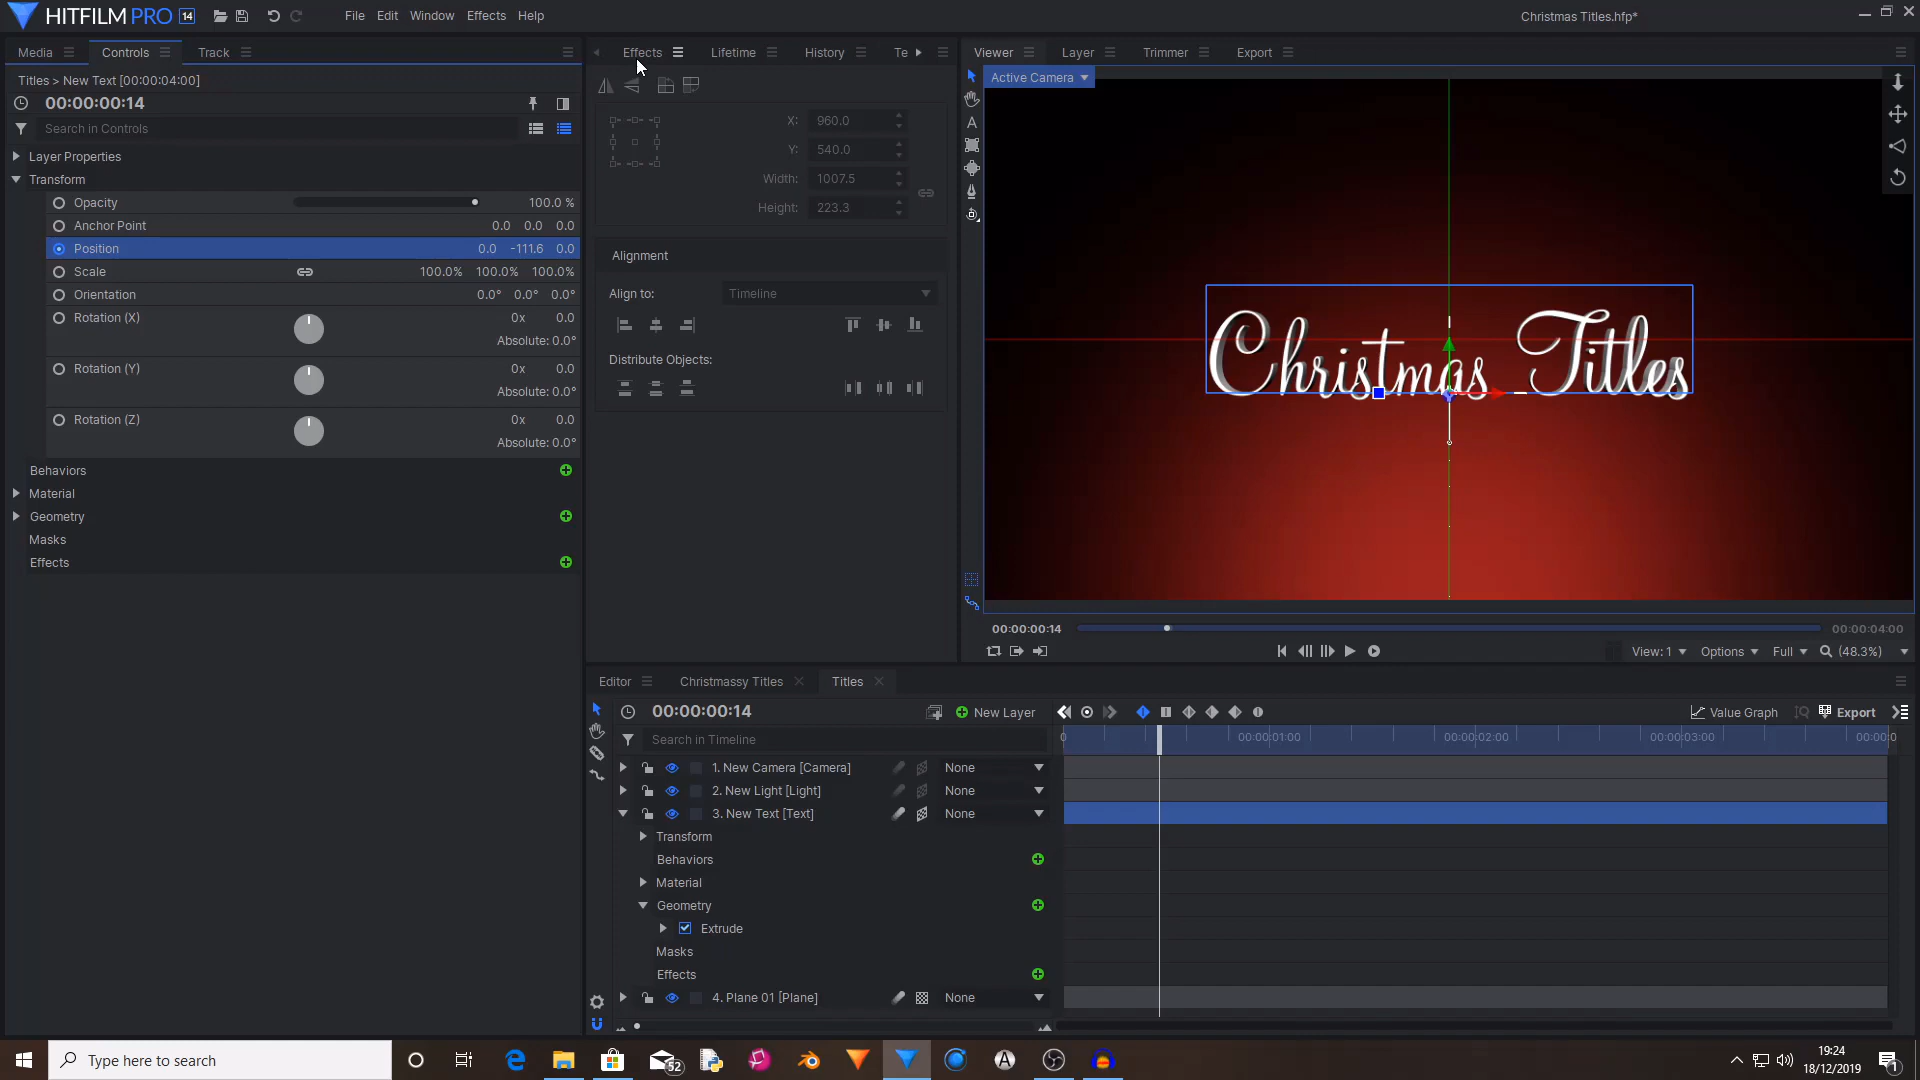 HITFILM PRO 14
File Edit Window Effects Help
Christmas Titles.hfp*
Media
Controls
Track
Titles > New Text [00:00:04:00]
00:00:00:14
Search in Controls
Layer Properties
Transform
Opacity 100.0 %
Anchor Point 0.0 0.0 0.0
Position 0.0 -111.6 0.0
Scale 100.0% 100.0% 100.0%
Orientation 0.0° 0.0° 0.0°
Rotation (X) 0x 0.0
Absolute: 0.0°
Rotation (Y) 0x 0.0
Absolute: 0.0°
Rotation (Z) 0x 0.0
Absolute: 0.0°
Behaviors
Material
Geometry
Masks
Effects
Effects Lifetime History Te
X: 960.0
Y: 540.0
Width: 1007.5
Height: 223.3
Alignment
Align to: Timeline
Distribute Objects:
Viewer Layer Trimmer Export
Active Camera
Christmas Titles
00:00:00:14 00:00:04:00
View: 1 Options Full (48.3%)
Editor Christmassy Titles Titles
00:00:00:14 New Layer
Value Graph Export
Search in Timeline
0 00:00:01:00 00:00:02:00 00:00:03:00 00:00:0
1. New Camera [Camera] None
2. New Light [Light] None
3. New Text [Text] None
Transform
Behaviors
Material
Geometry
Extrude
Masks
Effects
4. Plane 01 [Plane] None
Type here to search
52
19:24
18/12/2019
1